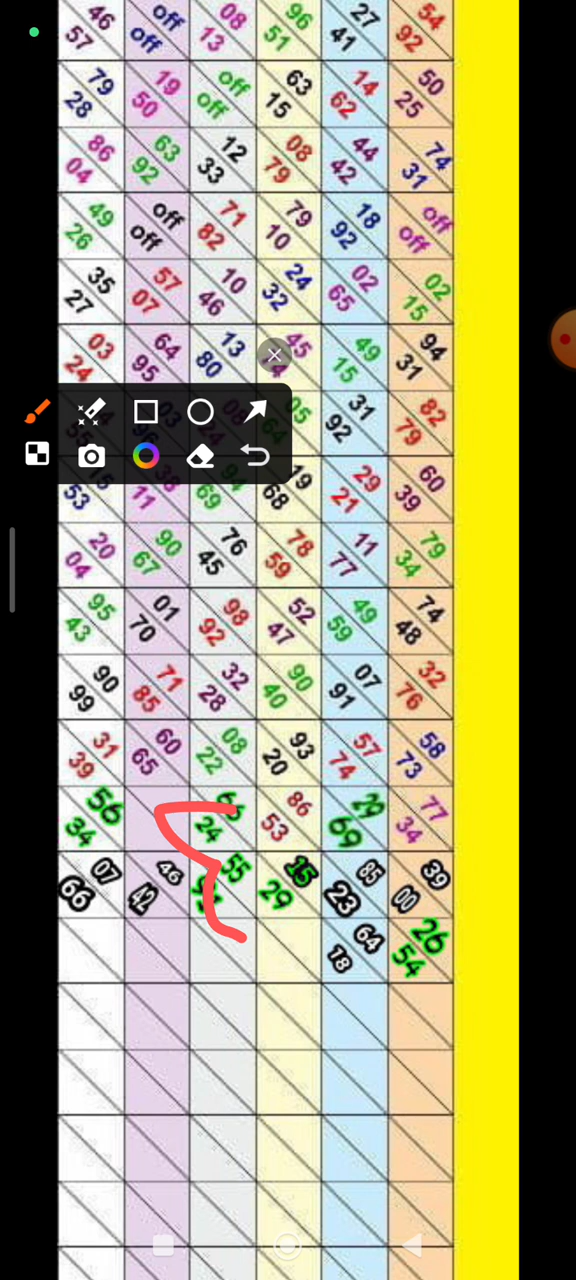 46 off 08 96 27 54
57 off 13 51 41 92
79 19 off 63 14 50
28 50 off 15 62 25
86 63 12 08 44 74
04 92 33 79 42 31
49 off 71 79 18 off
26 off 82 10 92 off
35 57 10 24 02 02
27 07 46 32 65 15
03 64 13 45 49 94
24 95 80 15 31
05 31 82
92 79
19 29 60
53 11 69 68 21 39
20 90 76 78 11 79
04 67 45 59 77 34
95 01 98 52 49 74
43 70 92 47 59 48
90 71 32 90 07 32
99 85 28 40 91 76
31 60 08 93 57 58
39 65 22 20 74 73
56 86 29 77
34 24 53 69 34
07 46 55 15 85 39
66 42 29 23 00
64 26
18 54